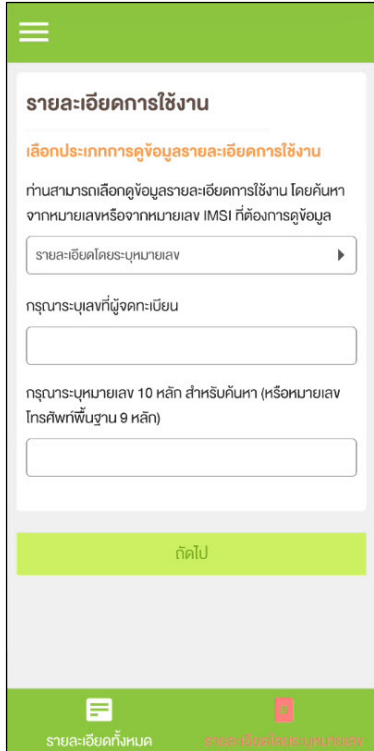 รายละเอียดการใช้งาน
เลือกประเภทการดูข้อมูลรายละเอียดการใช้งาน
ท่านสามารถเลือกดูข้อมูลรายละเอียดการใช้งาน โดยค้นหา
จากหมายเลขหรือจากหมายเลข IMSI ที่ต้องการดูข้อมูล
รายละเอียดโดยระบุหมายเลข
กรุณาระบุเลขที่ผู้จดทะเบียน
กรุณาระบุหมายเลข 10 หลัก สำหรับค้นหา (หรือหมายเลข
โทรศัพท์พื้นฐาน 9 หลัก)
ถัดไป
รายละเอียดทั้งหมด
รายละเอียดโดยระบุหมายเลข